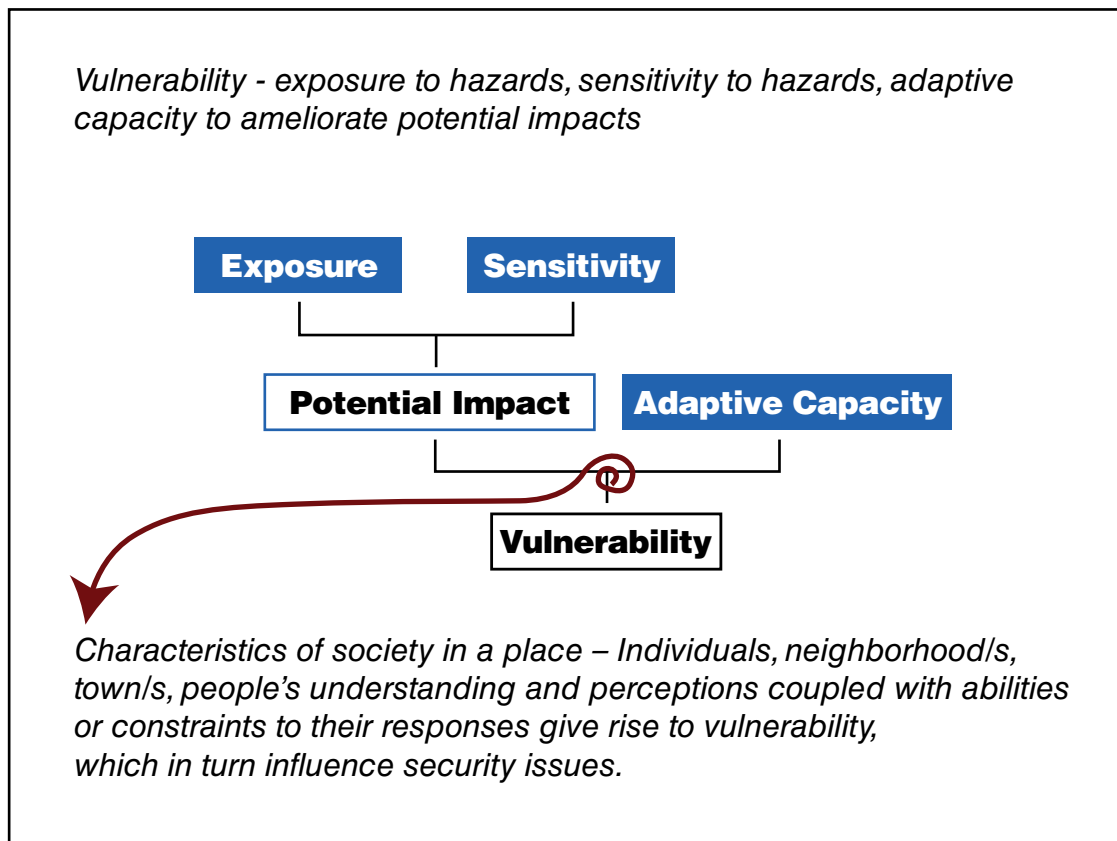 Vulnerability - exposure to hazards, sensitivity to hazards, adaptive
capacity to ameliorate potential impacts
Exposure
Sensitivity
Potential Impact
Adaptive Capacity
Vulnerability
Characteristics of society in a place – Individuals, neighborhood/s,
town/s, people’s understanding and perceptions coupled with abilities
or constraints to their responses give rise to vulnerability,
which in turn influence security issues.